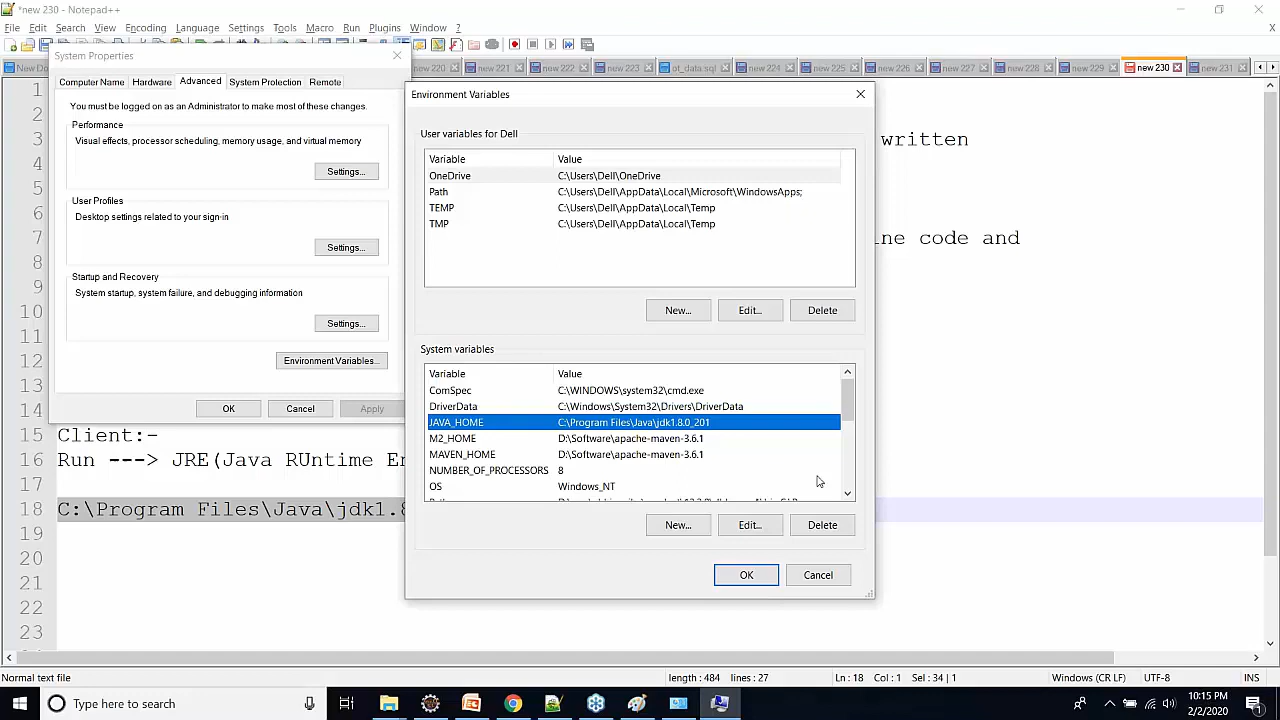 *new 230 - Notepad++
File Edit Search View Encoding Language Settings Tools Macro Run Plugins Window ? X
new 220 new 221 new 222 new 223 ot_data.sql new 224 new 225 new 226 new 227 new 228 new 229 new 230 new 231
System Properties
Computer Name Hardware Advanced System Protection Remote
You must be logged on as an Administrator to make most of these changes.
Performance
Visual effects, processor scheduling, memory usage, and virtual memory
Settings...
User Profiles
Desktop settings related to your sign-in
Settings...
Startup and Recovery
System startup, system failure, and debugging information
Settings...
Environment Variables...
OK Cancel Apply
Environment Variables
User variables for Dell
Variable Value
OneDrive C:\Users\Dell\OneDrive
Path C:\Users\Dell\AppData\Local\Microsoft\WindowsApps;
TEMP C:\Users\Dell\AppData\Local\Temp
TMP C:\Users\Dell\AppData\Local\Temp
New... Edit... Delete
System variables
Variable Value
ComSpec C:\WINDOWS\system32\cmd.exe
DriverData C:\Windows\System32\Drivers\DriverData
JAVA_HOME C:\Program Files\Java\jdk1.8.0_201
M2_HOME D:\Software\apache-maven-3.6.1
MAVEN_HOME D:\Software\apache-maven-3.6.1
NUMBER_OF_PROCESSORS 8
OS Windows_NT
New... Edit... Delete
OK Cancel
1
2
3 written
4
5
6
7 ine code and
8
9
10
11
12
13
14
15 Client:-
16 Run ---> JRE(Java RUntime En
17
18 C:\Program Files\Java\jdk1.8
19
20
21
22
23
Normal text file length : 484 lines : 27 Ln : 18 Col : 1 Sel : 34 | 1 Windows (CR LF) UTF-8 INS
Type here to search
10:15 PM
2/2/2020